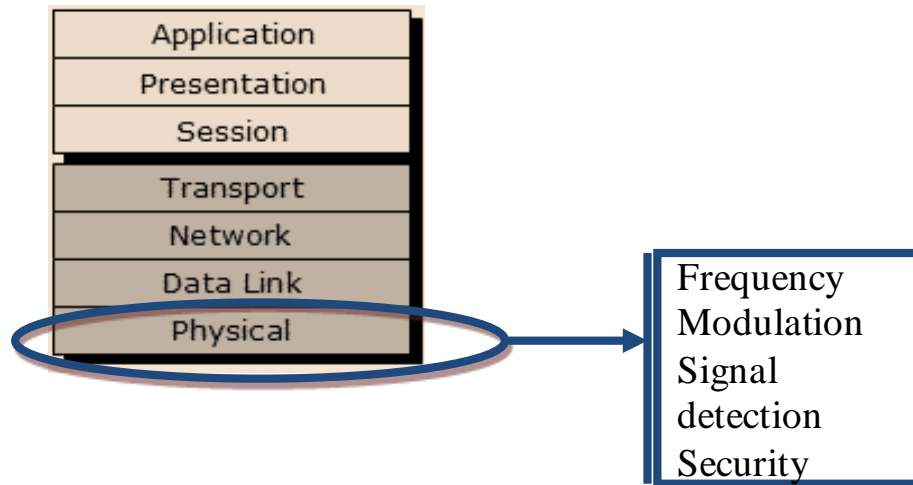 Application
Presentation
Session
Transport
Network
Data Link
Physical
Frequency
Modulation
Signal
detection
Security